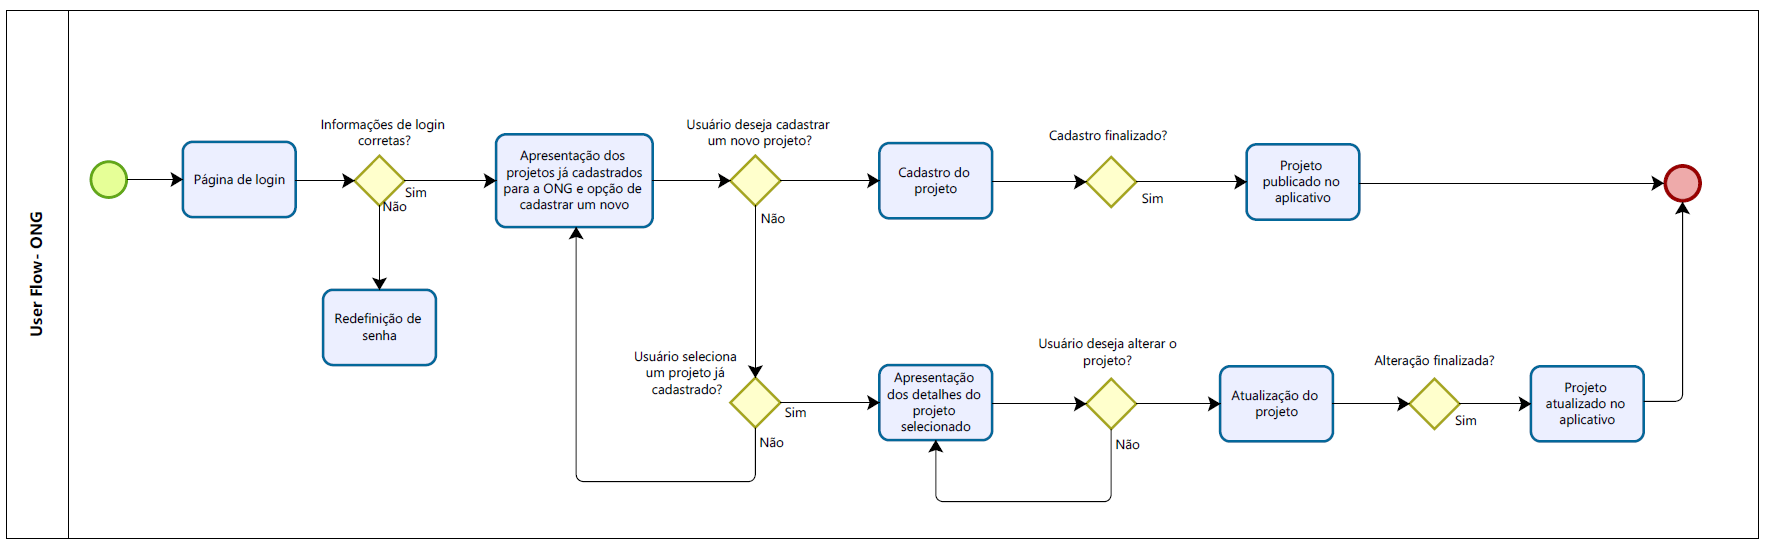 User Flow- ONG
Página de login
Informações de login
corretas?
Sim
Não
Redefinição de
senha
Apresentação dos
projetos já cadastrados
para a ONG e opção de
cadastrar um novo
Usuário deseja cadastrar
um novo projeto?
Não
Cadastro do
projeto
Cadastro finalizado?
Sim
Projeto
publicado no
aplicativo
Usuário seleciona
um projeto já
cadastrado?
Sim
Não
Apresentação
dos detalhes do
projeto
selecionado
Usuário deseja alterar o
projeto?
Não
Atualização do
projeto
Alteração finalizada?
Sim
Projeto
atualizado no
aplicativo